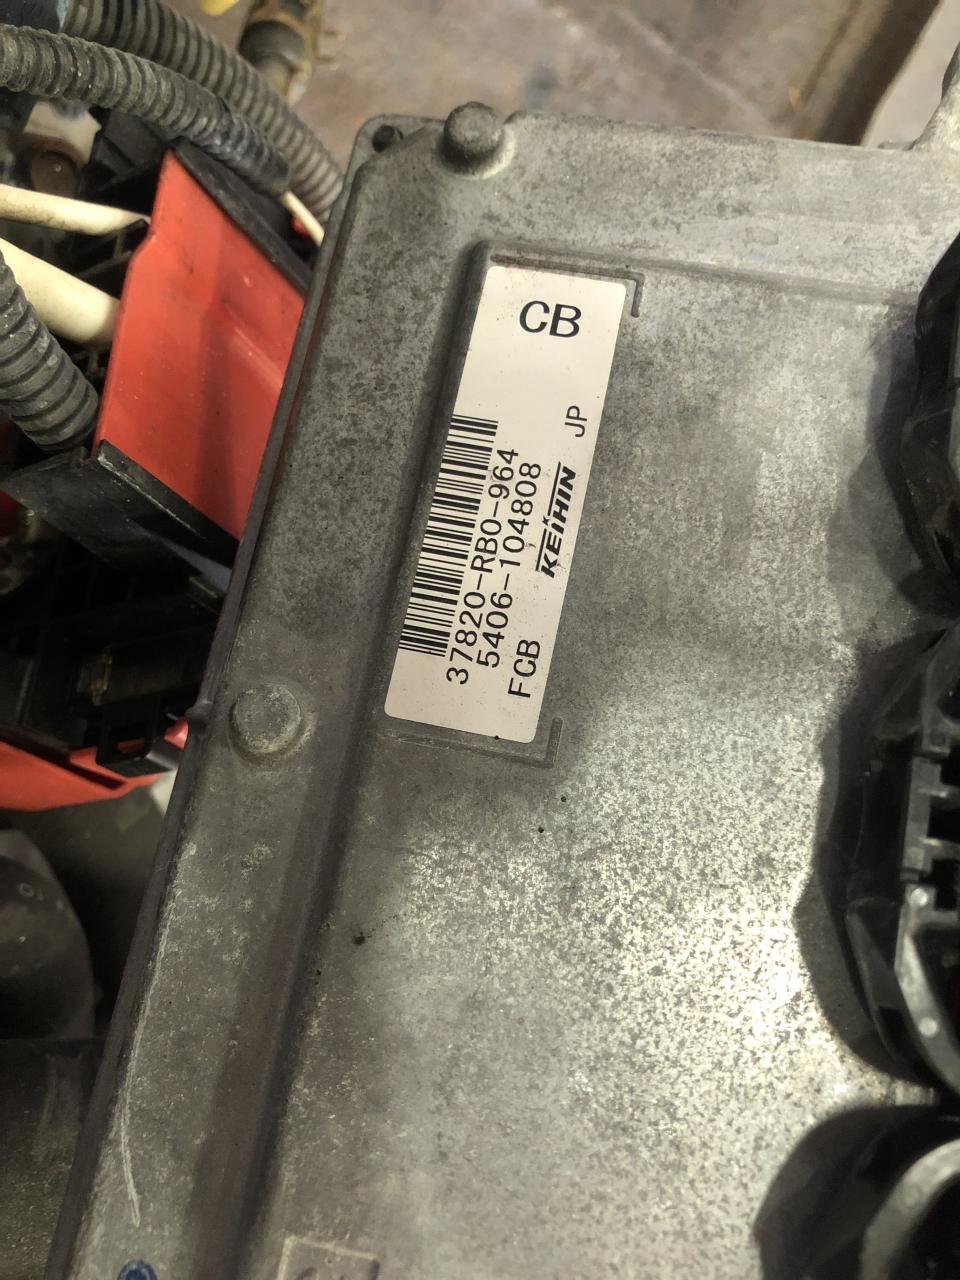 CB
JP
37820-RB0-964
5406-104808
KEIHIN
FCB